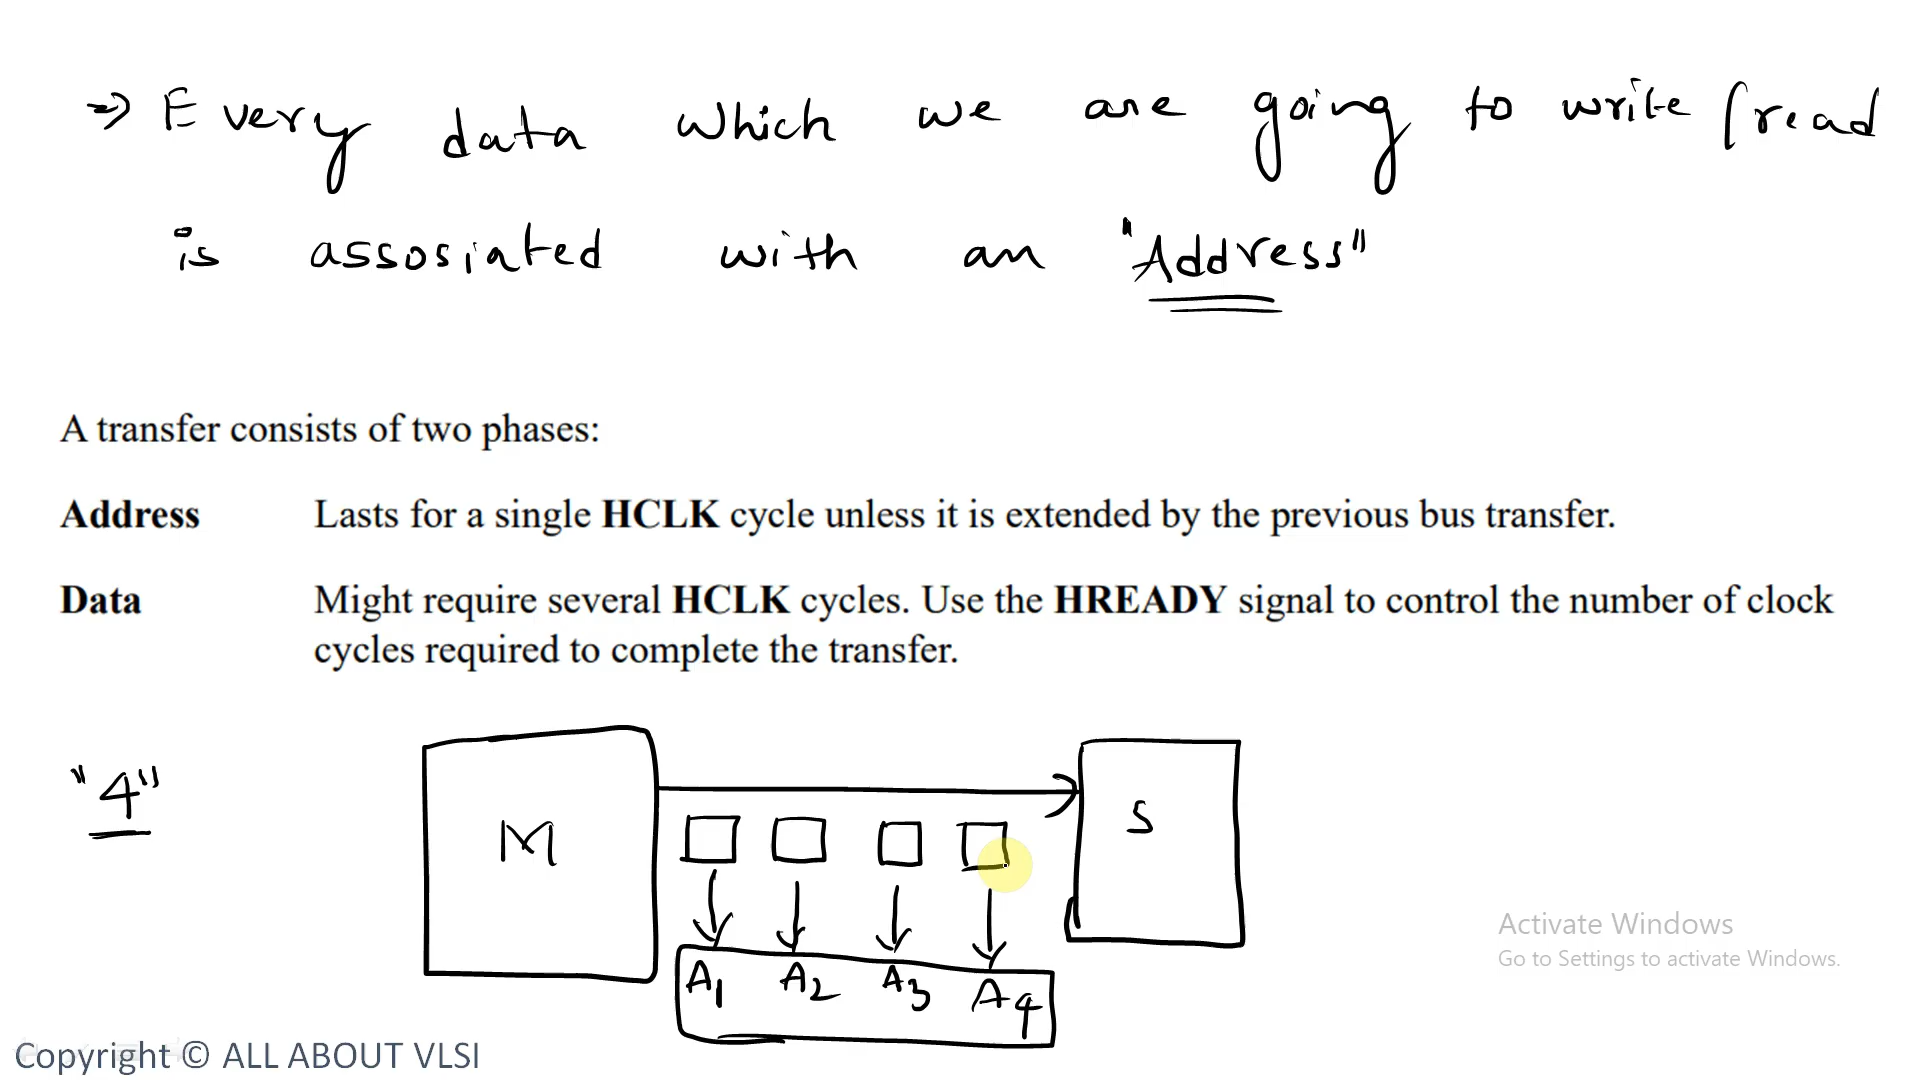 => Every data which we are going to write / read
is assosiated with an "Address"
A transfer consists of two phases:
Address Lasts for a single HCLK cycle unless it is extended by the previous bus transfer.
Data Might require several HCLK cycles. Use the HREADY signal to control the number of clock
cycles required to complete the transfer.
"4"
M
S
A1 A2 A3 A4
Activate Windows
Go to Settings to activate Windows.
Copyright © ALL ABOUT VLSI